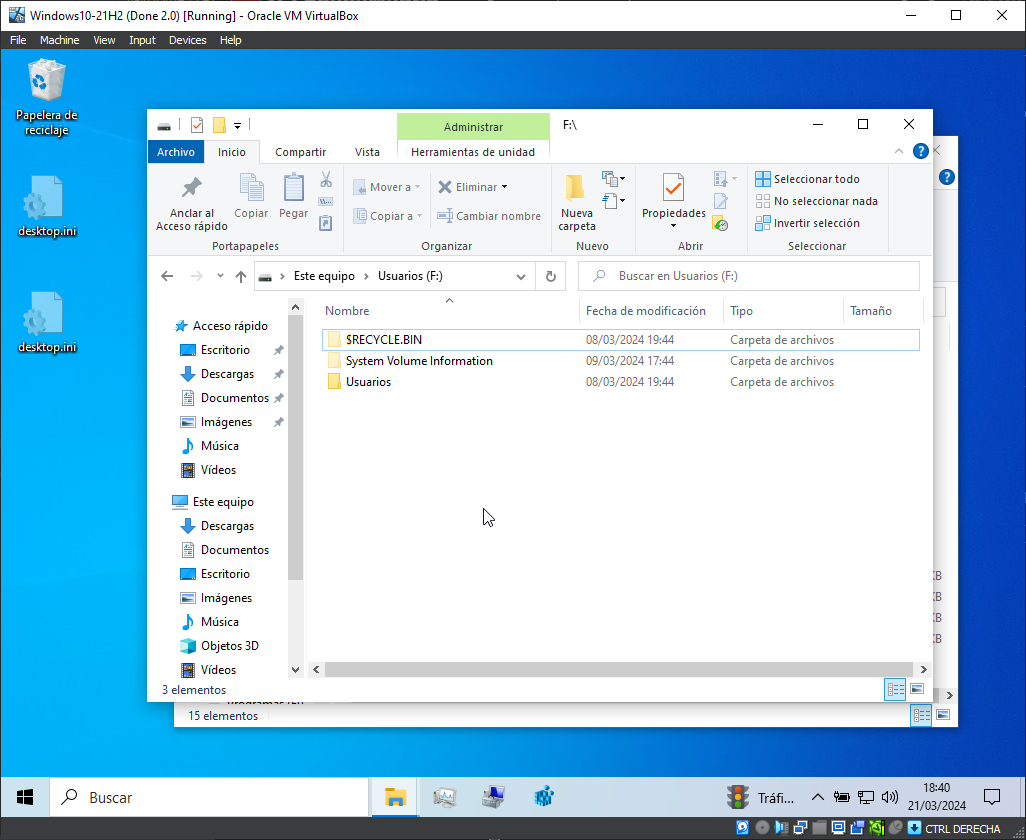 Windows10-21H2 (Done 2.0) [Running] - Oracle VM VirtualBox
File Machine View Input Devices Help
Papelera de
reciclaje
desktop.ini
desktop.ini
Administrar
F:\
Archivo Inicio Compartir Vista Herramientas de unidad
Anclar al
Acceso rápido
Copiar
Pegar
Portapapeles
Mover a
Copiar a
Eliminar
Cambiar nombre
Organizar
Nueva
carpeta
Nuevo
Propiedades
Abrir
Seleccionar todo
No seleccionar nada
Invertir selección
Seleccionar
Este equipo > Usuarios (F:)
Buscar en Usuarios (F:)
Acceso rápido
Escritorio
Descargas
Documentos
Imágenes
Música
Vídeos
Este equipo
Descargas
Documentos
Escritorio
Imágenes
Música
Objetos 3D
Vídeos
Nombre Fecha de modificación Tipo Tamaño
$RECYCLE.BIN 08/03/2024 19:44 Carpeta de archivos
System Volume Information 09/03/2024 17:44 Carpeta de archivos
Usuarios 08/03/2024 19:44 Carpeta de archivos
KB
KB
KB
KB
3 elementos
15 elementos
Buscar
Tráfi...
18:40
21/03/2024
CTRL DERECHA